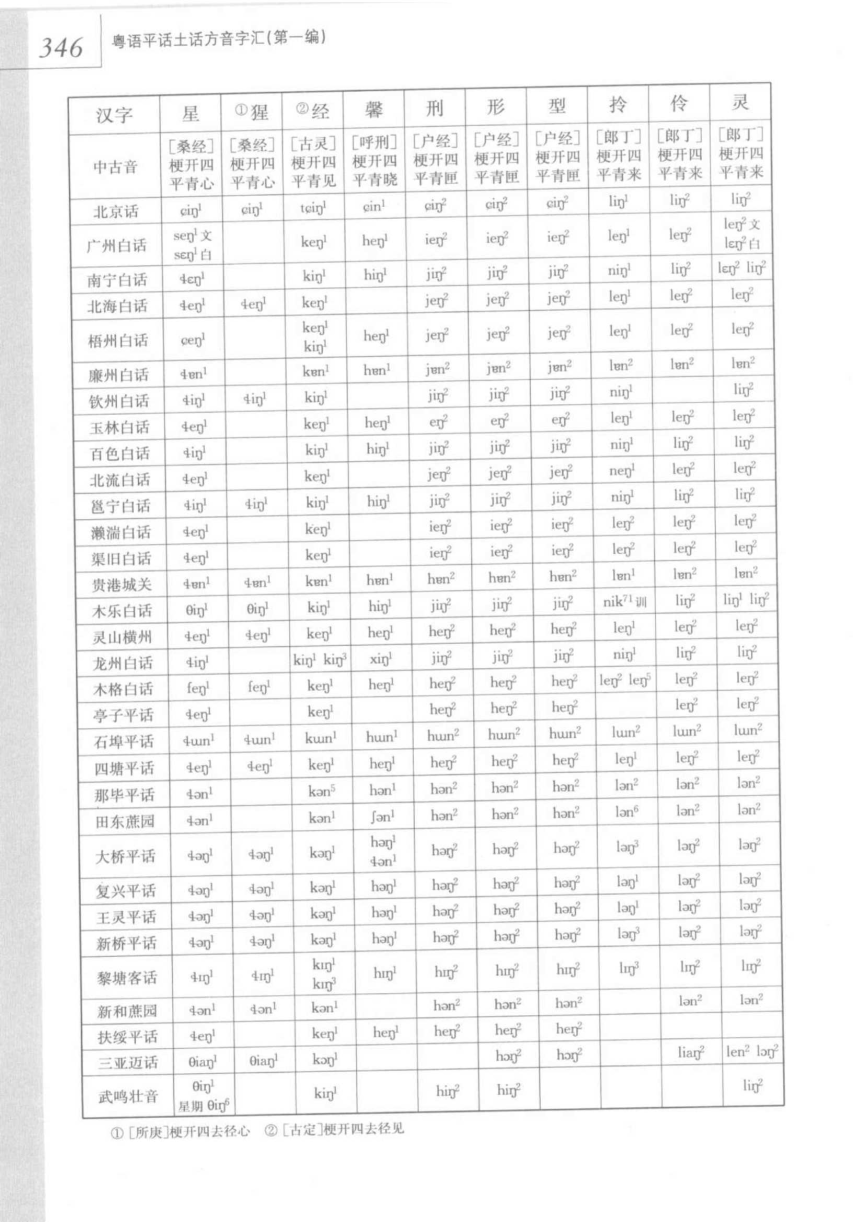 346 粤语平话土话方音字汇(第一编)
汉字 星 ①猩 ②经 馨 刑 形 型 拎 伶 灵
中古音 [桑经] [桑经] [古灵] [呼刑] [户经] [户经] [户经] [郎丁] [郎丁] [郎丁]
梗开四 梗开四 梗开四 梗开四 梗开四 梗开四 梗开四 梗开四 梗开四 梗开四
平青心 平青心 平青见 平青晓 平青匣 平青匣 平青匣 平青来 平青来 平青来
北京话 ɕiŋ¹ ɕiŋ¹ tɕiŋ¹ ɕin¹ ɕiŋ² ɕiŋ² ɕiŋ² liŋ¹ liŋ² liŋ²
广州白话 seŋ¹文 keŋ¹ heŋ¹ ieŋ² ieŋ² ieŋ² leŋ¹ leŋ² leŋ²文
sɛŋ¹白 lɛŋ²白
南宁白话 ɬɛŋ¹ kiŋ¹ hiŋ¹ jiŋ² jiŋ² jiŋ² niŋ¹ liŋ² lɛŋ² liŋ²
北海白话 ɬeŋ¹ ɬeŋ¹ keŋ¹ jeŋ² jeŋ² jeŋ² leŋ¹ leŋ² leŋ²
梧州白话 ɕeŋ¹ keŋ¹ heŋ¹ jeŋ² jeŋ² jeŋ² leŋ¹ leŋ² leŋ²
kiŋ¹
廉州白话 ɬɐn¹ kɐn¹ hɐn¹ jɐn² jɐn² jɐn² lɐn² lɐn² lɐn²
钦州白话 ɬiŋ¹ ɬiŋ¹ kiŋ¹ jiŋ² jiŋ² jiŋ² niŋ¹ liŋ²
玉林白话 ɬeŋ¹ keŋ¹ heŋ¹ eŋ² eŋ² eŋ² leŋ¹ leŋ² leŋ²
百色白话 ɬiŋ¹ kiŋ¹ hiŋ¹ jiŋ² jiŋ² jiŋ² niŋ¹ liŋ² liŋ²
北流白话 ɬeŋ¹ keŋ¹ jeŋ² jeŋ² jeŋ² neŋ¹ leŋ² leŋ²
邕宁白话 ɬiŋ¹ ɬiŋ¹ kiŋ¹ hiŋ¹ jiŋ² jiŋ² jiŋ² niŋ¹ liŋ² liŋ²
濑湍白话 ɬeŋ¹ keŋ¹ ieŋ² ieŋ² ieŋ² leŋ² leŋ² leŋ²
渠旧白话 ɬeŋ¹ keŋ¹ ieŋ² ieŋ² ieŋ² leŋ² leŋ² leŋ²
贵港城关 ɬɐn¹ ɬɐn¹ kɐn¹ hɐn¹ hɐn² hɐn² hɐn² lɐn¹ lɐn² lɐn²
木乐白话 θiŋ¹ θiŋ¹ kiŋ¹ hiŋ¹ jiŋ² jiŋ² jiŋ² nik⁷¹训 liŋ² liŋ¹ liŋ²
灵山横州 ɬeŋ¹ ɬeŋ¹ keŋ¹ heŋ¹ heŋ² heŋ² heŋ² leŋ¹ leŋ² leŋ²
龙州白话 ɬiŋ¹ kiŋ¹ kiŋ³ xiŋ¹ jiŋ² jiŋ² jiŋ² niŋ¹ liŋ² liŋ²
木格白话 feŋ¹ feŋ¹ keŋ¹ heŋ¹ heŋ² heŋ² heŋ² leŋ² leŋ⁵ leŋ² leŋ²
亭子平话 ɬeŋ¹ keŋ¹ heŋ² heŋ² heŋ² leŋ² leŋ²
石埠平话 ɬɯn¹ ɬɯn¹ kɯn¹ hɯn¹ hɯn² hɯn² hɯn² lɯn² lɯn² lɯn²
四塘平话 ɬeŋ¹ ɬeŋ¹ keŋ¹ heŋ¹ heŋ² heŋ² heŋ² leŋ¹ leŋ² leŋ²
那毕平话 ɬən¹ kən⁵ hən¹ hən² hən² hən² lən² lən² lən²
田东蔗园 ɬən¹ kən¹ ʃən¹ hən² hən² hən² lən⁶ lən² lən²
大桥平话 ɬəŋ¹ ɬəŋ¹ kəŋ¹ həŋ¹ həŋ² həŋ² həŋ² ləŋ³ ləŋ² ləŋ²
ɬən¹
复兴平话 ɬəŋ¹ ɬəŋ¹ kəŋ¹ həŋ¹ həŋ² həŋ² həŋ² ləŋ¹ ləŋ² ləŋ²
王灵平话 ɬəŋ¹ ɬəŋ¹ kəŋ¹ həŋ¹ həŋ² həŋ² həŋ² ləŋ¹ ləŋ² ləŋ²
新桥平话 ɬəŋ¹ ɬəŋ¹ kəŋ¹ həŋ¹ həŋ² həŋ² həŋ² ləŋ³ ləŋ² ləŋ²
黎塘客话 ɬɪŋ¹ ɬɪŋ¹ kɪŋ¹ hɪŋ¹ hɪŋ² hɪŋ² hɪŋ² lɪŋ³ lɪŋ² lɪŋ²
kɪŋ³
新和蔗园 ɬən¹ ɬən¹ kən¹ hən² hən² hən² lən² lən²
扶绥平话 ɬeŋ¹ keŋ¹ heŋ¹ heŋ² heŋ² heŋ²
三亚迈话 θiaŋ¹ θiaŋ¹ kəŋ¹ həŋ² həŋ² liaŋ² len² ləŋ²
武鸣壮音 θiŋ¹ kiŋ¹ hiŋ² hiŋ² liŋ²
星期 θiŋ⁶
①[所庚]梗开四去径心 ②[古定]梗开四去径见